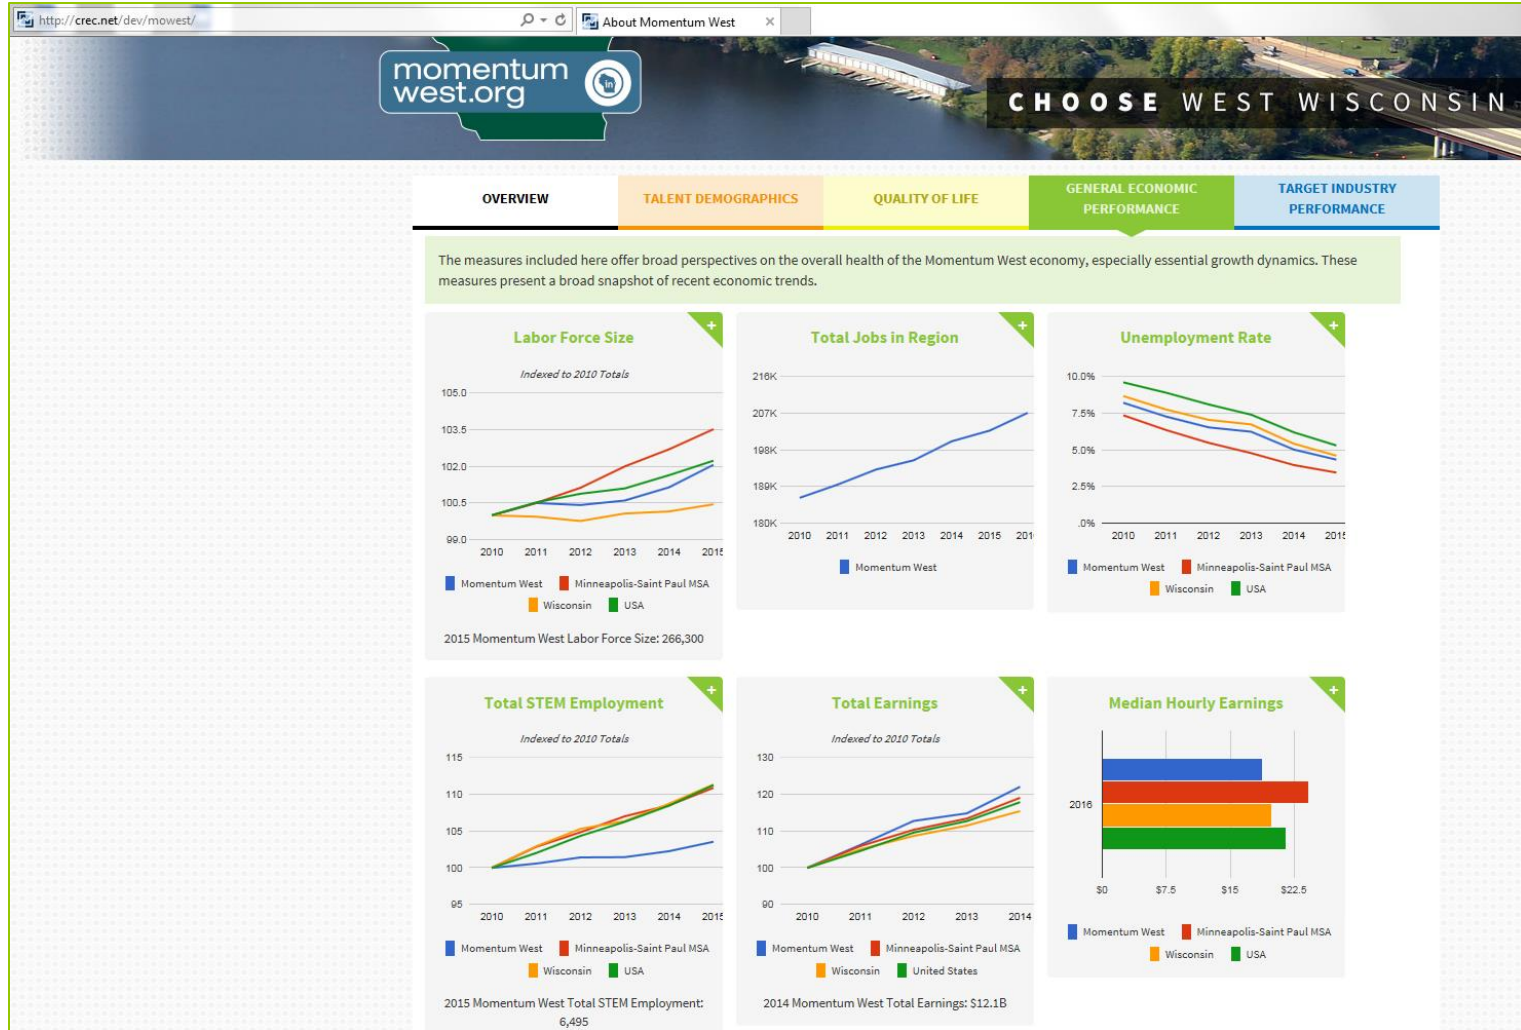 http://crec.net/dev/mowest/
About Momentum West
momentum
west.org
in
CHOOSE WEST WISCONSIN
OVERVIEW
TALENT DEMOGRAPHICS
QUALITY OF LIFE
GENERAL ECONOMIC
PERFORMANCE
TARGET INDUSTRY
PERFORMANCE
The measures included here offer broad perspectives on the overall health of the Momentum West economy, especially essential growth dynamics. These
measures present a broad snapshot of recent economic trends.
Labor Force Size
+
Indexed to 2010 Totals
105.0
103.5
102.0
100.5
99.0
2010 2011 2012 2013 2014 2015
Momentum West Minneapolis-Saint Paul MSA
Wisconsin USA
2015 Momentum West Labor Force Size: 266,300
Total Jobs in Region
+
216K
207K
198K
189K
180K
2010 2011 2012 2013 2014 2015 201
Momentum West
Unemployment Rate
+
10.0%
7.5%
5.0%
2.5%
.0%
2010 2011 2012 2013 2014 2015
Momentum West Minneapolis-Saint Paul MSA
Wisconsin USA
Total STEM Employment
+
Indexed to 2010 Totals
115
110
105
100
95
2010 2011 2012 2013 2014 2015
Momentum West Minneapolis-Saint Paul MSA
Wisconsin USA
2015 Momentum West Total STEM Employment:
6,495
Total Earnings
+
Indexed to 2010 Totals
130
120
110
100
90
2010 2011 2012 2013 2014
Momentum West Minneapolis-Saint Paul MSA
Wisconsin United States
2014 Momentum West Total Earnings: $12.1B
Median Hourly Earnings
+
2016
$0 $7.5 $15 $22.5
Momentum West Minneapolis-Saint Paul MSA
Wisconsin USA